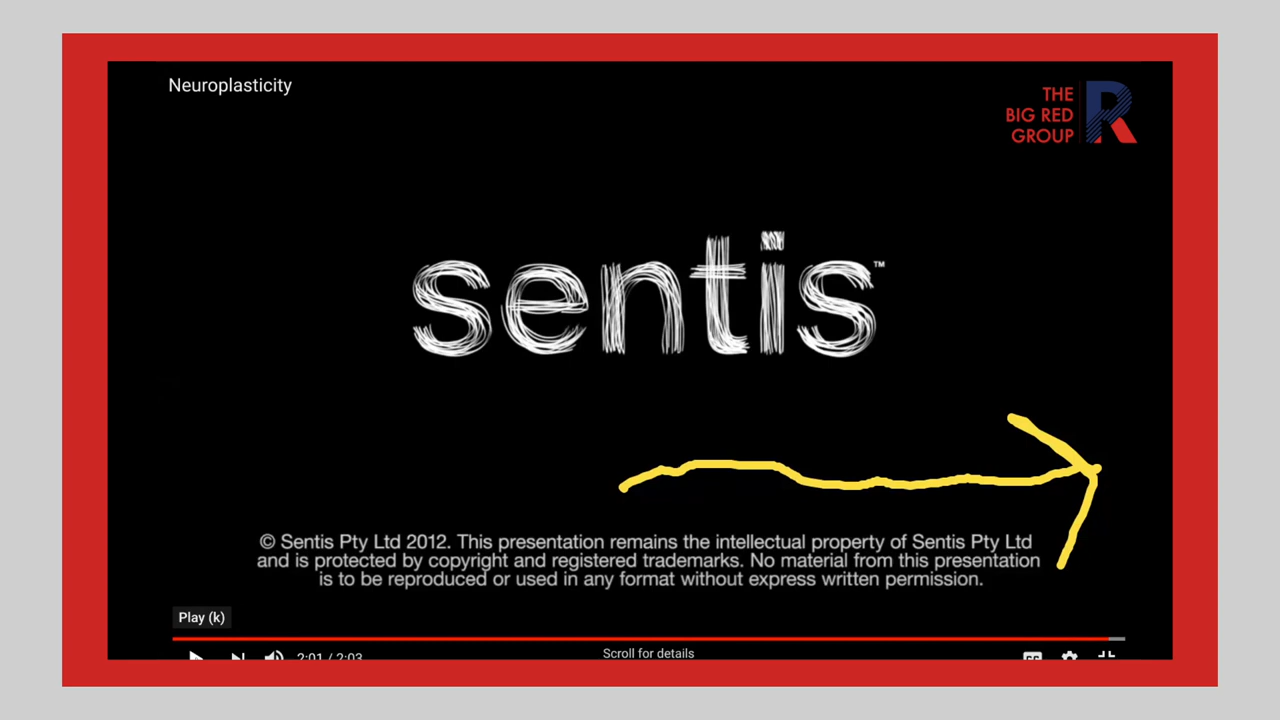 Neuroplasticity
THE
BIG RED
GROUP
R
sentis™
© Sentis Pty Ltd 2012. This presentation remains the intellectual property of Sentis Pty Ltd
and is protected by copyright and registered trademarks. No material from this presentation
is to be reproduced or used in any format without express written permission.
Play (k)
2:01 / 2:03
Scroll for details
CC